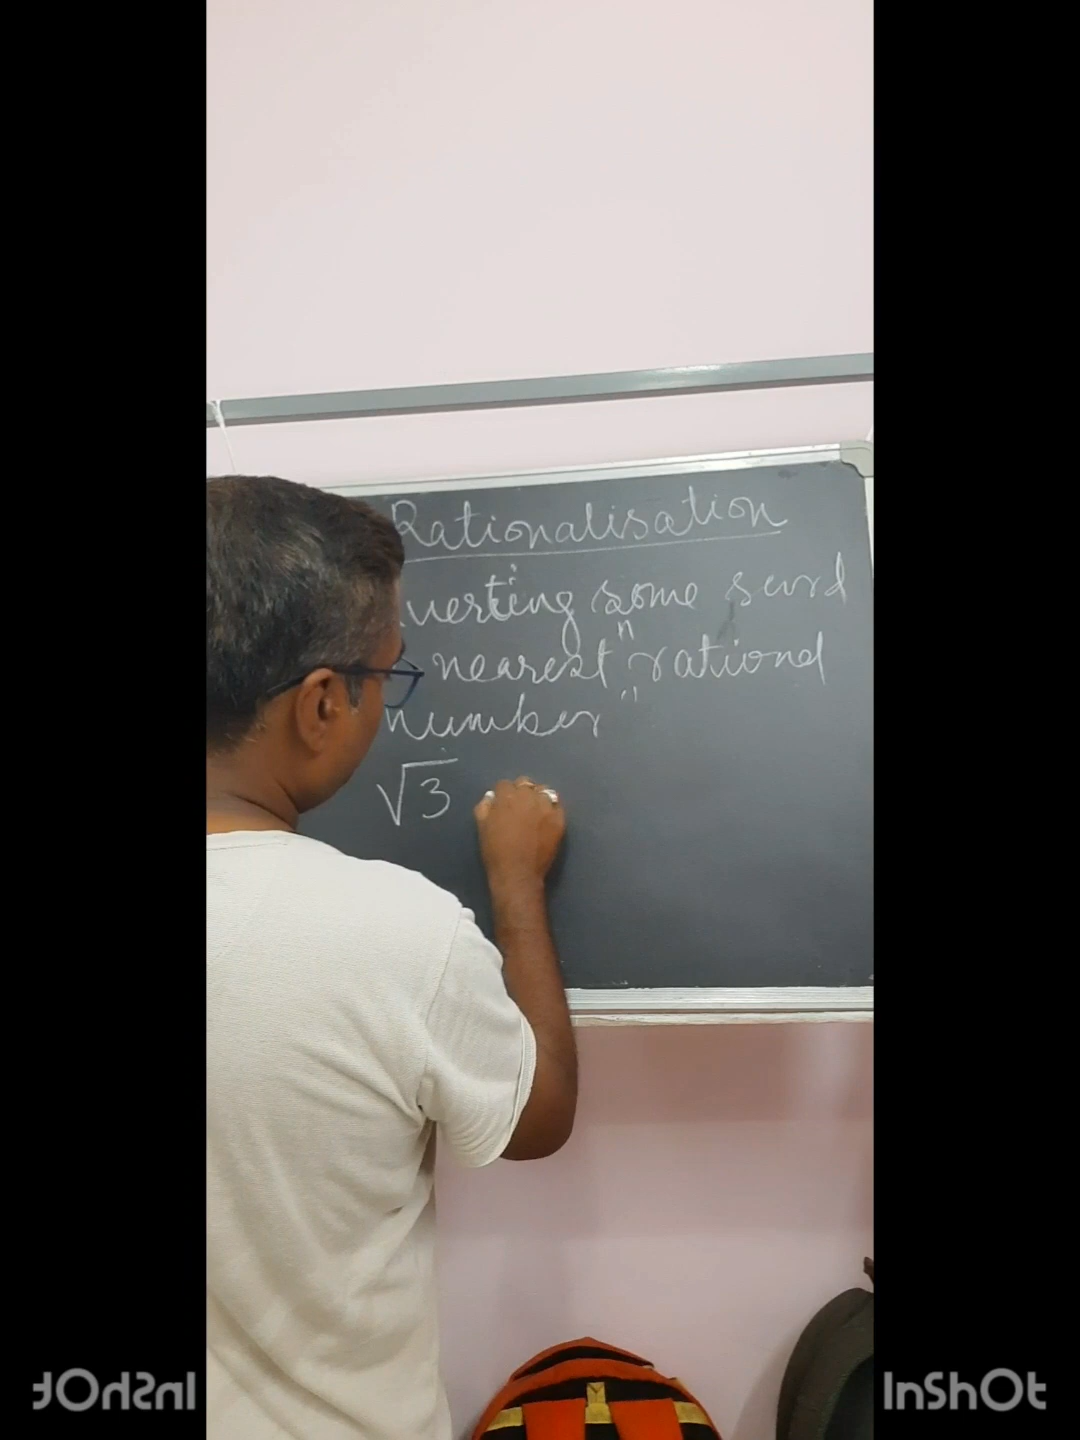 Rationalisation
verting some surd
nearest "rational
number"
√3
InShOt
InShOt